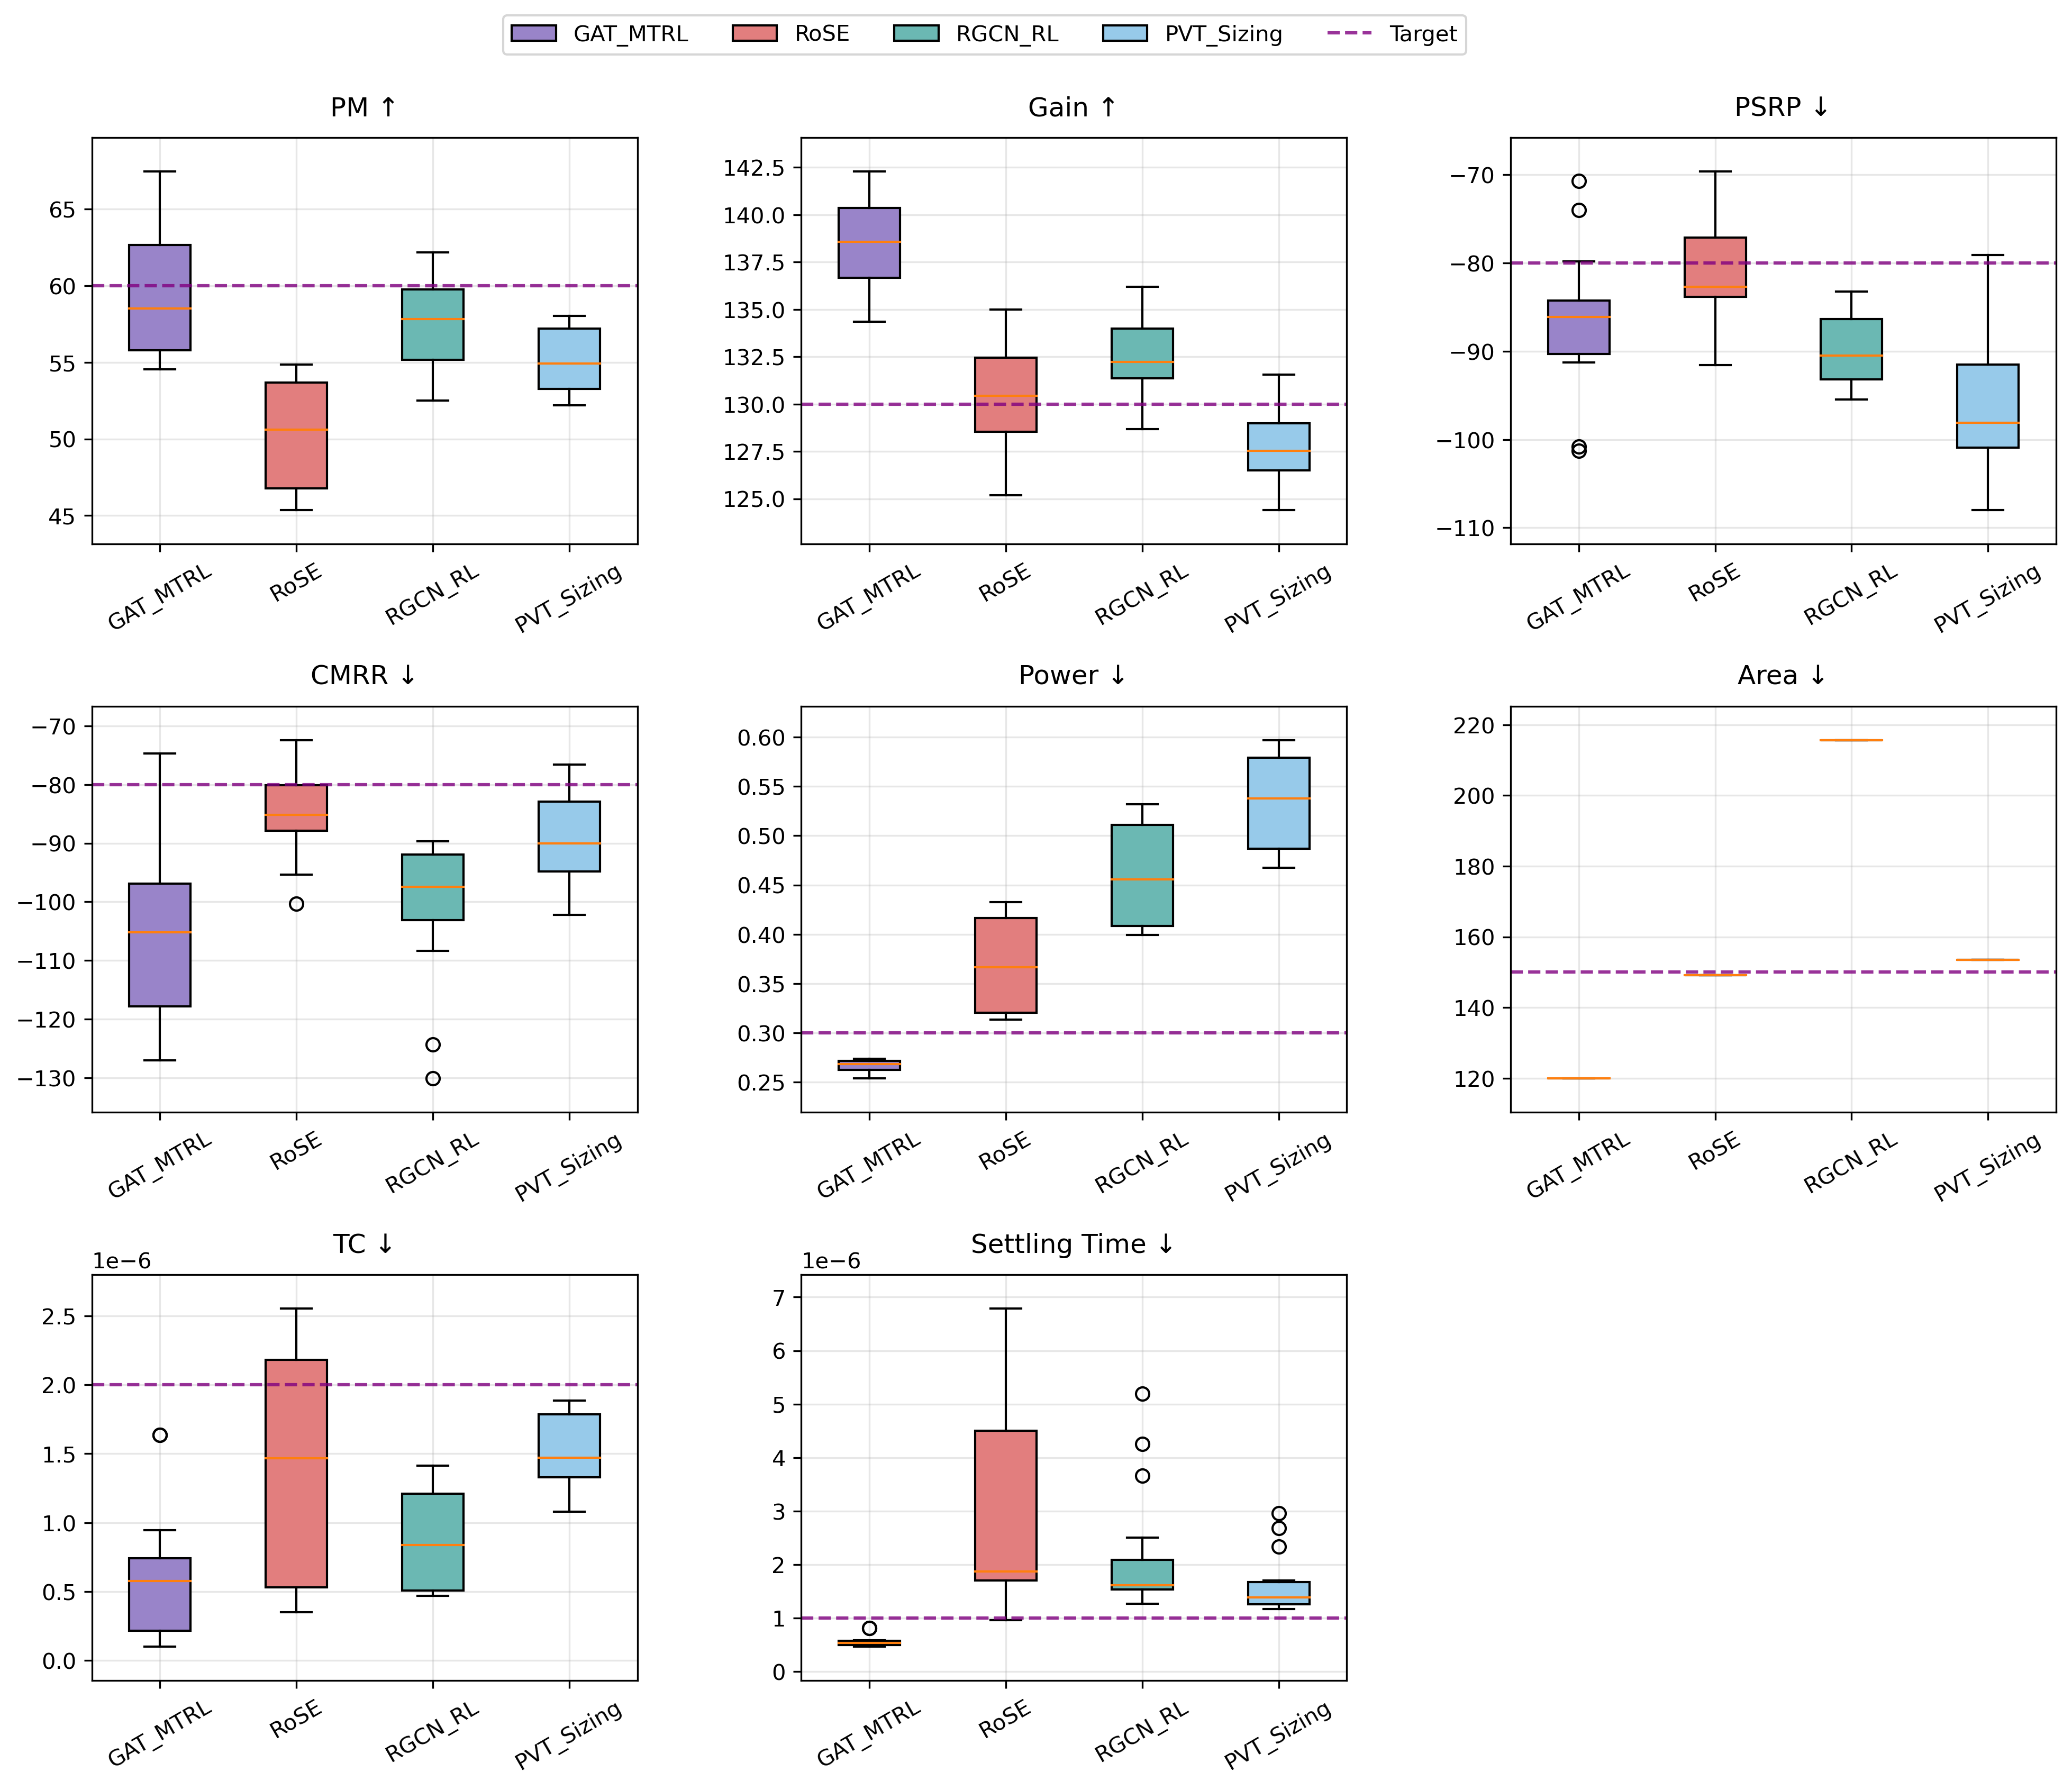 GAT_MTRL RoSE RGCN_RL PVT_Sizing Target
PM ↑
65
60
55
50
45
GAT_MTRL RoSE RGCN_RL PVT_Sizing
Gain ↑
142.5
140.0
137.5
135.0
132.5
130.0
127.5
125.0
GAT_MTRL RoSE RGCN_RL PVT_Sizing
PSRP ↓
−70
−80
−90
−100
−110
GAT_MTRL RoSE RGCN_RL PVT_Sizing
CMRR ↓
−70
−80
−90
−100
−110
−120
−130
GAT_MTRL RoSE RGCN_RL PVT_Sizing
Power ↓
0.60
0.55
0.50
0.45
0.40
0.35
0.30
0.25
GAT_MTRL RoSE RGCN_RL PVT_Sizing
Area ↓
220
200
180
160
140
120
GAT_MTRL RoSE RGCN_RL PVT_Sizing
TC ↓
1e−6
2.5
2.0
1.5
1.0
0.5
0.0
GAT_MTRL RoSE RGCN_RL PVT_Sizing
Settling Time ↓
1e−6
7
6
5
4
3
2
1
0
GAT_MTRL RoSE RGCN_RL PVT_Sizing